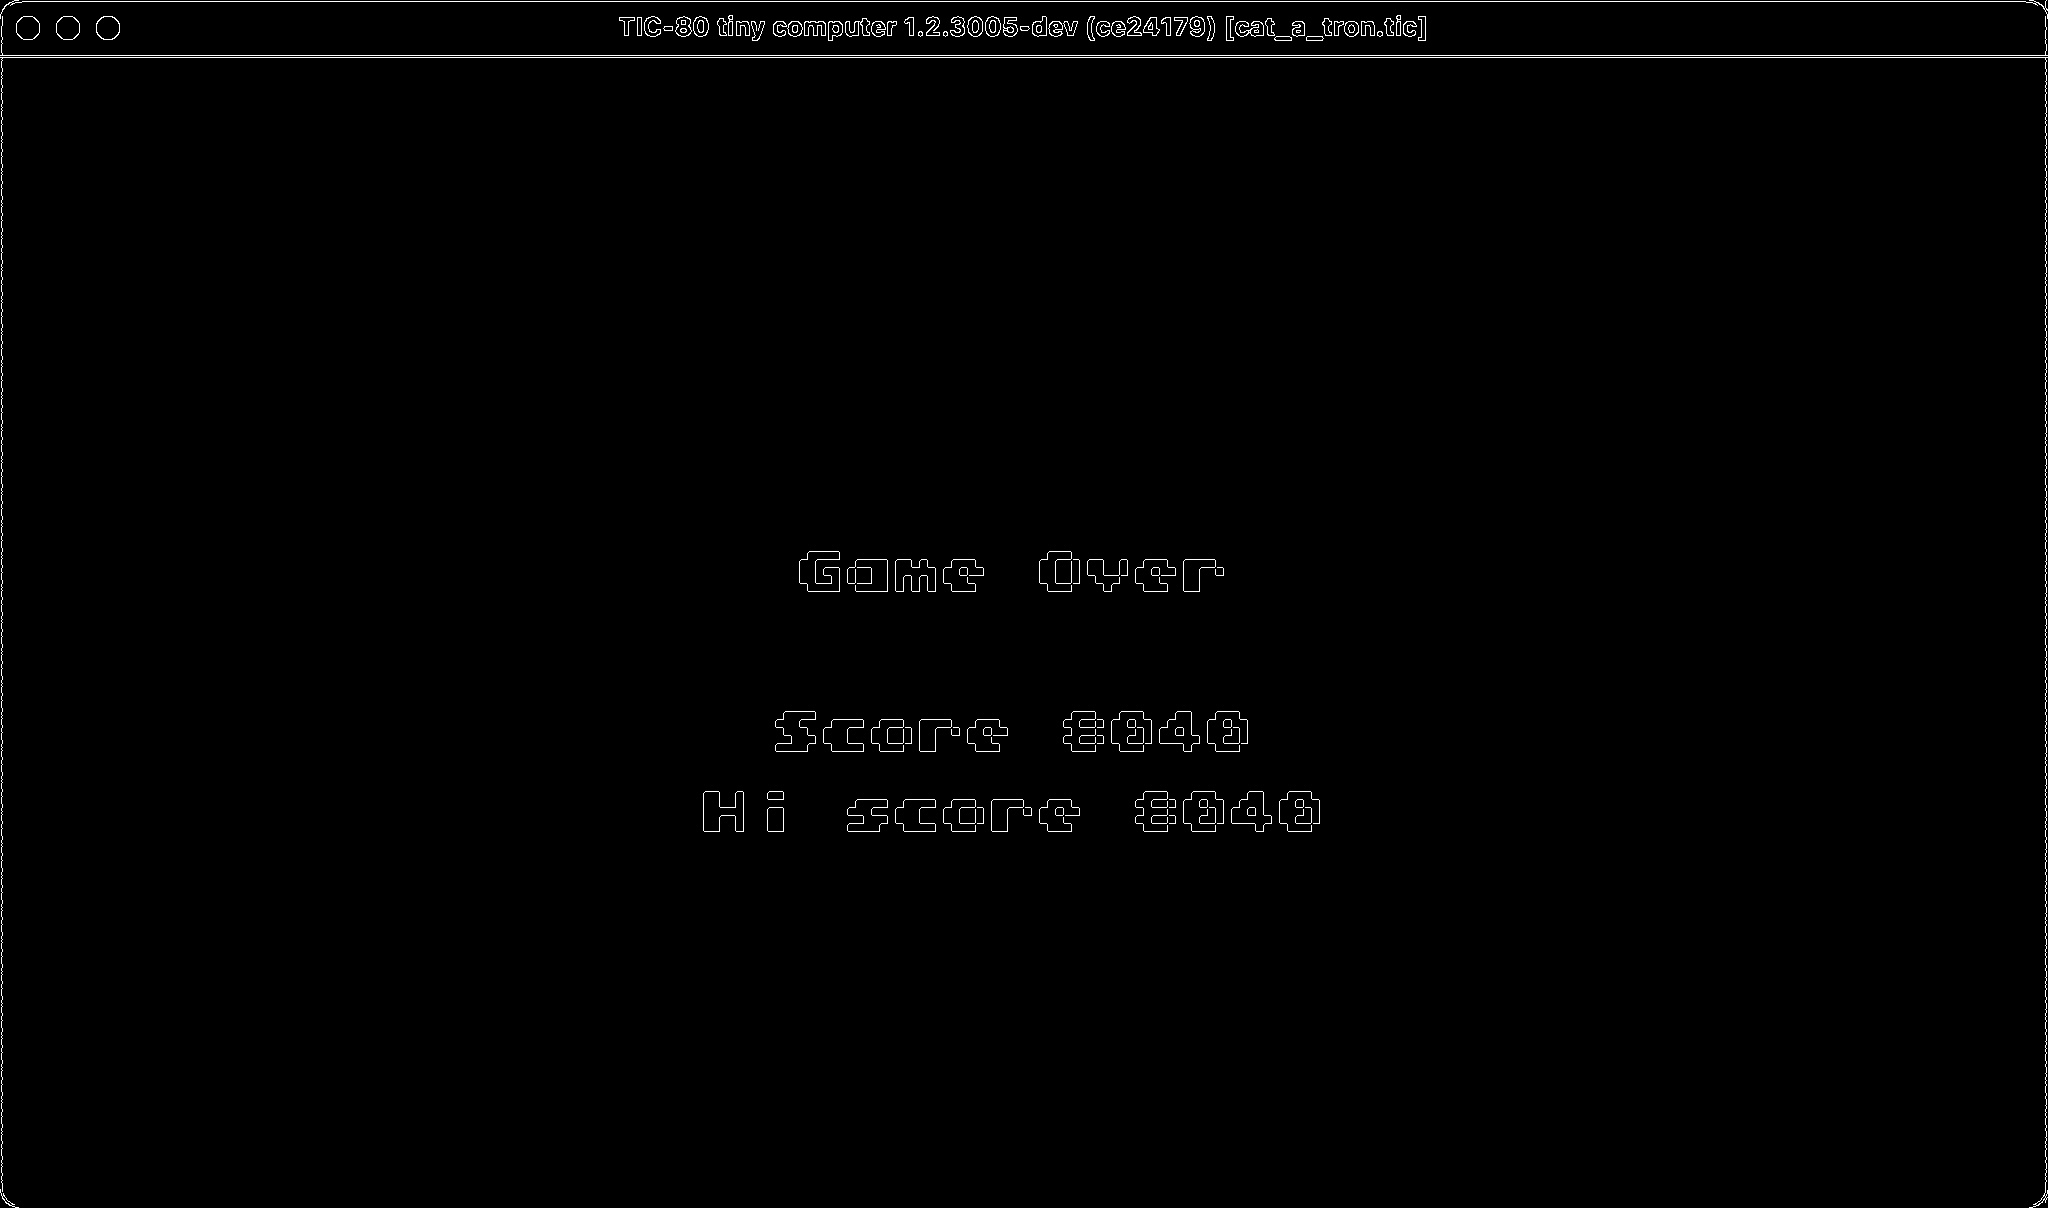 TIC-80 tiny computer 1.2.3005-dev (ce24179) [cat_a_tron.tic]
Game Over
Score 8040
Hi score 8040